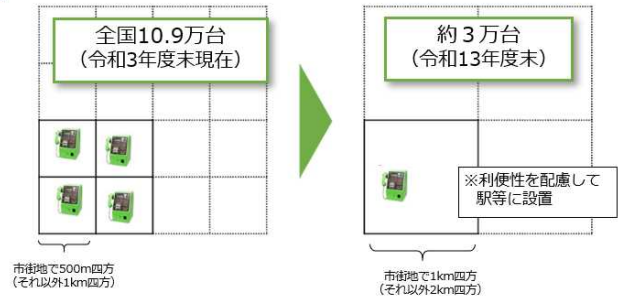 全国10.9万台
（令和3年度末現在）
約３万台
（令和13年度末）
※利便性を配慮して
駅等に設置
市街地で500m四方
（それ以外1km四方）
市街地で1km四方
（それ以外2km四方）